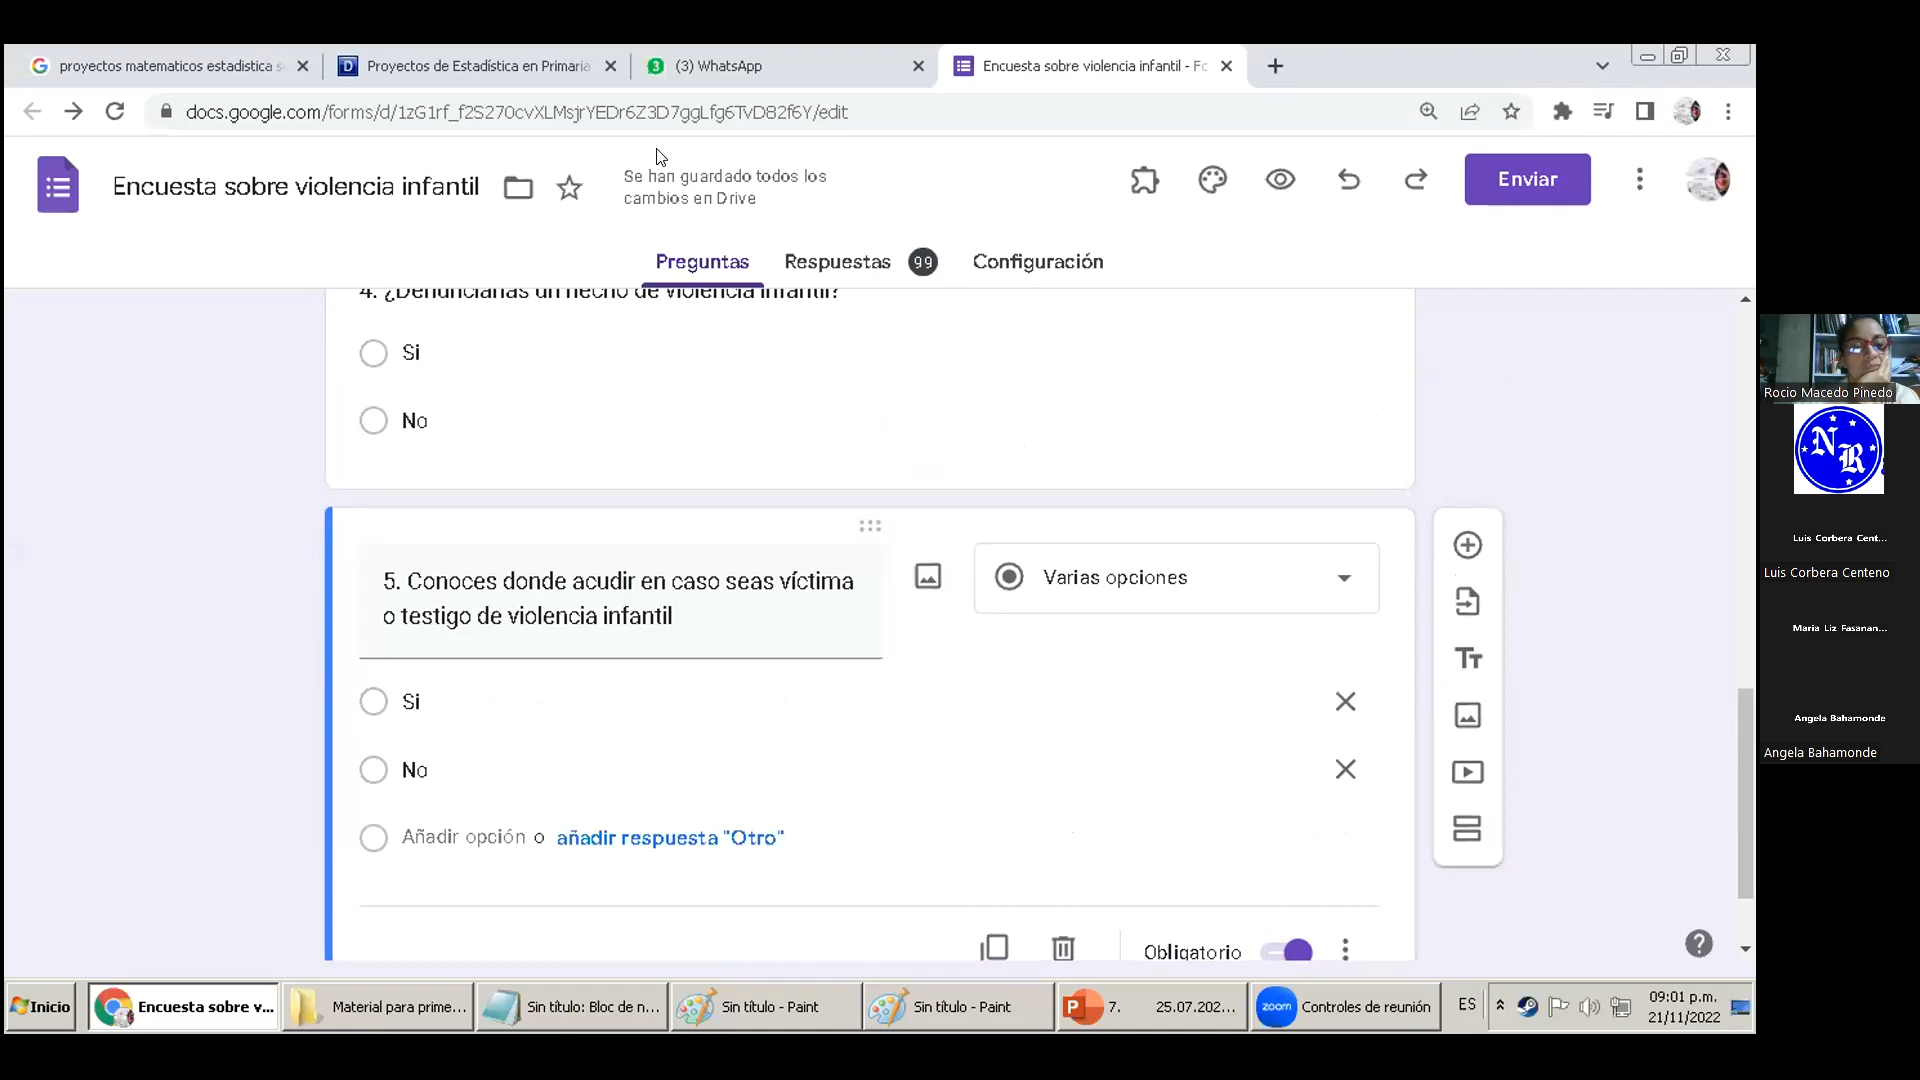 proyectos matematicos estadistica s
Proyectos de Estadística en Primaria
(3) WhatsApp
Encuesta sobre violencia infantil - Fo
docs.google.com/forms/d/1zG1rf_f2S270cvXLMsjrYEDr6Z3D7ggLfg6TvD82f6Y/edit
Encuesta sobre violencia infantil
Se han guardado todos los
cambios en Drive
Enviar
Preguntas
Respuestas
99
Configuración
4. ¿Denunciarías un hecho de violencia infantil?
Si
No
5. Conoces donde acudir en caso seas víctima
o testigo de violencia infantil
Varias opciones
Si
No
Añadir opción o añadir respuesta "Otro"
Obligatorio
Inicio
Encuesta sobre v...
Material para prime...
Sin título: Bloc de n...
Sin título - Paint
Sin título - Paint
7. 25.07.202...
zoom
Controles de reunión
ES
09:01 p.m.
21/11/2022
Rocio Macedo Pinedo
N R
Luis Corbera Cent...
Luis Corbera Centeno
Maria Liz Fasanan...
Angela Bahamonde
Angela Bahamonde